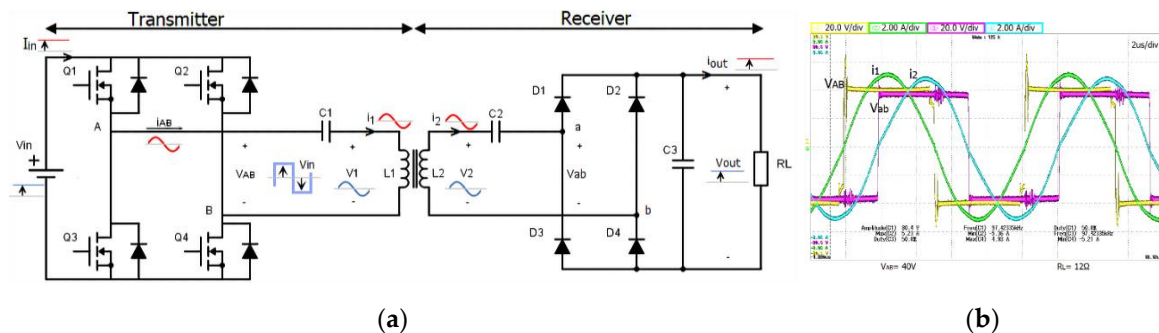 Transmitter
Receiver
Iin
Q1
Q2
D1
D2
iout
+
C1
C2
A
iAB
i1
i2
a
Vin
+
+
Vin
+
+
+
C3
Vout
RL
VAB
V1
L1
L2
V2
Vab
B
-
-
-
-
b
Q3
Q4
D3
D4
-
(a)
20.0 V/div
2.00 A/div
20.0 V/div
2.00 A/div
2us/div
VAB
i1
i2
Vab
VAB= 40V
RL= 12Ω
(b)